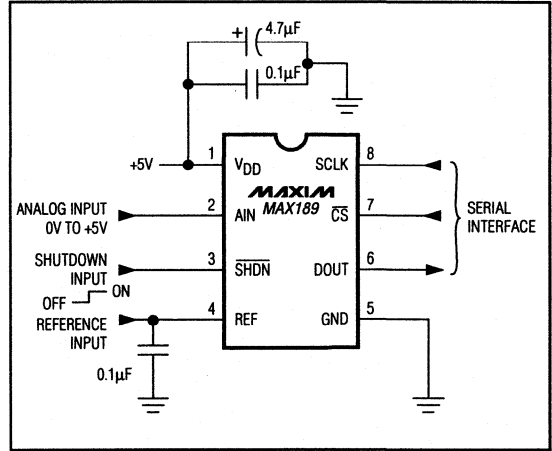 + 4.7µF
0.1µF
+5V
1
VDD
SCLK
8
MAXIM
MAX189
ANALOG INPUT
0V TO +5V
2
AIN
CS
7
SERIAL
INTERFACE
SHUTDOWN
INPUT
3
SHDN
DOUT
6
OFF ON
REFERENCE
INPUT
4
REF
GND
5
0.1µF